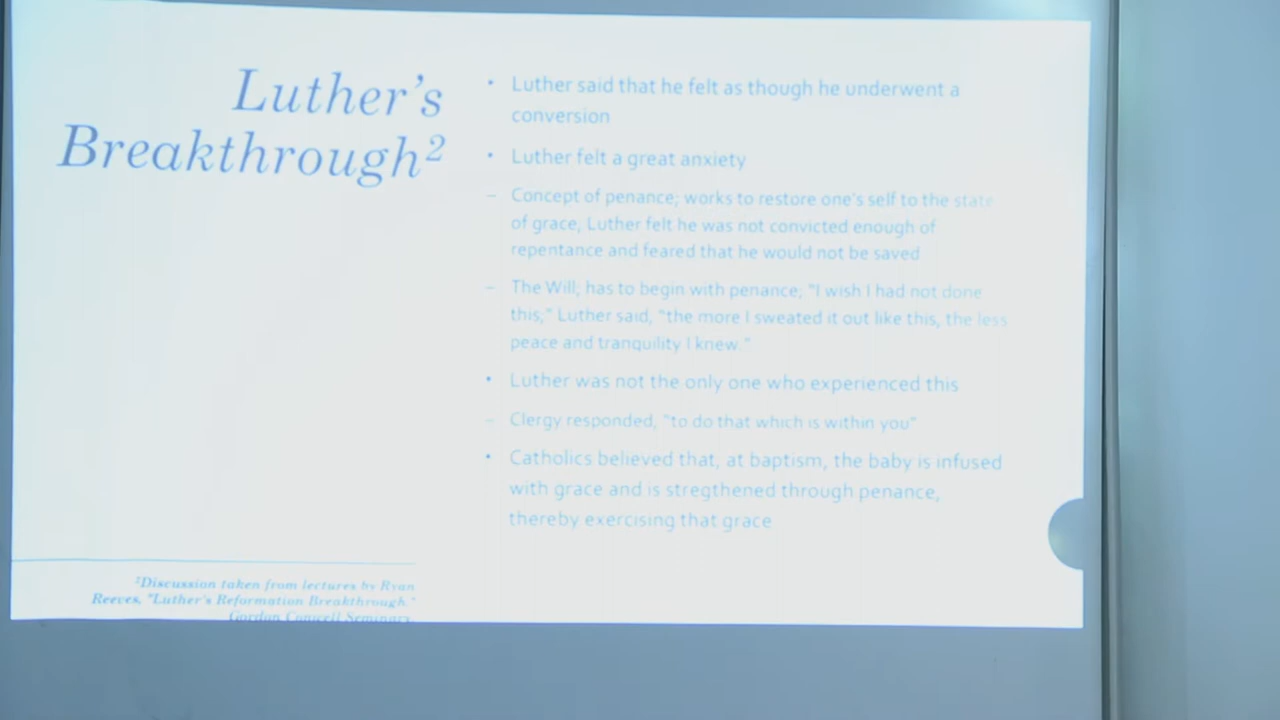 Luther's
Breakthrough²
• Luther said that he felt as though he underwent a
conversion
• Luther felt a great anxiety
– Concept of penance; works to restore one's self to the state
of grace, Luther felt he was not convicted enough of
repentance and feared that he would not be saved
– The Will; has to begin with penance; "I wish I had not done
this;" Luther said, "the more I sweated it out like this, the less
peace and tranquility I knew."
• Luther was not the only one who experienced this
– Clergy responded, "to do that which is within you"
• Catholics believed that, at baptism, the baby is infused
with grace and is stregthened through penance,
thereby exercising that grace
²Discussion taken from lectures by Ryan
Reeves, "Luther's Reformation Breakthrough."
Gordon Conwell Seminary.